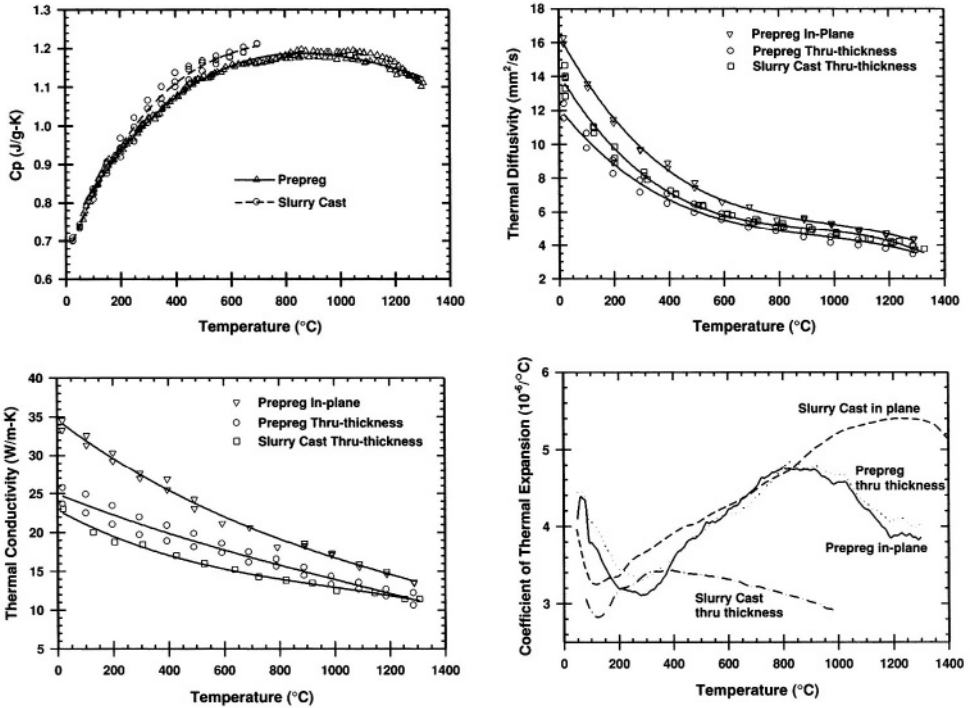 1.3
1.2
1.1
1.0
0.9
0.8
0.7
0.6
Cp (J/g-K)
Prepreg
Slurry Cast
0 200 400 600 800 1000 1200 1400
Temperature (°C)
18
16
14
12
10
8
6
4
2
Thermal Diffusivity (mm²/s)
Prepreg In-Plane
Prepreg Thru-thickness
Slurry Cast Thru-thickness
0 200 400 600 800 1000 1200 1400
Temperature (°C)
40
35
30
25
20
15
10
5
Thermal Conductivity (W/m-K)
Prepreg In-plane
Prepreg Thru-thickness
Slurry Cast Thru-thickness
0 200 400 600 800 1000 1200 1400
Temperature (°C)
6
5
4
3
Coefficient of Thermal Expansion (10⁻⁶/°C)
Slurry Cast in plane
Prepreg
thru thickness
Prepreg in-plane
Slurry Cast
thru thickness
0 200 400 600 800 1000 1200 1400
Temperature (°C)